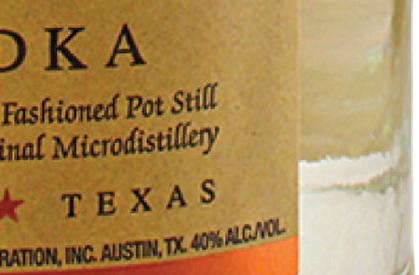 DKA
Fashioned Pot Still
inal Microdistillery
TEXAS
RATION, INC. AUSTIN, TX. 40% ALC./VOL.